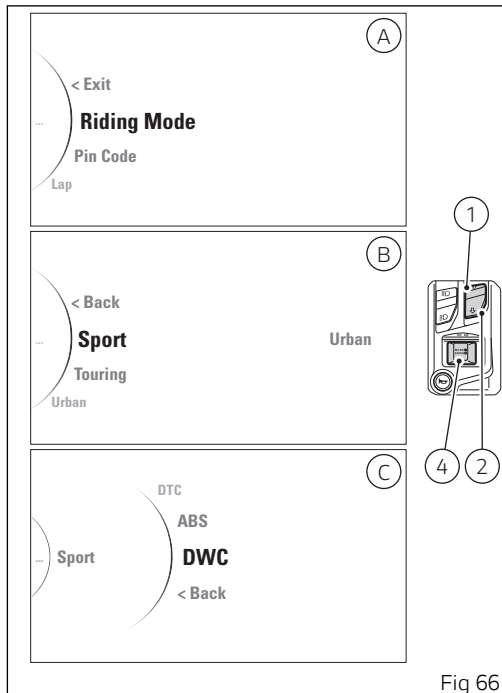 A
< Exit
...
Riding Mode
Pin Code
Lap
1
B
< Back
...
Sport
Urban
Touring
Urban
4
2
C
DTC
ABS
...
Sport
DWC
< Back
Fig 66